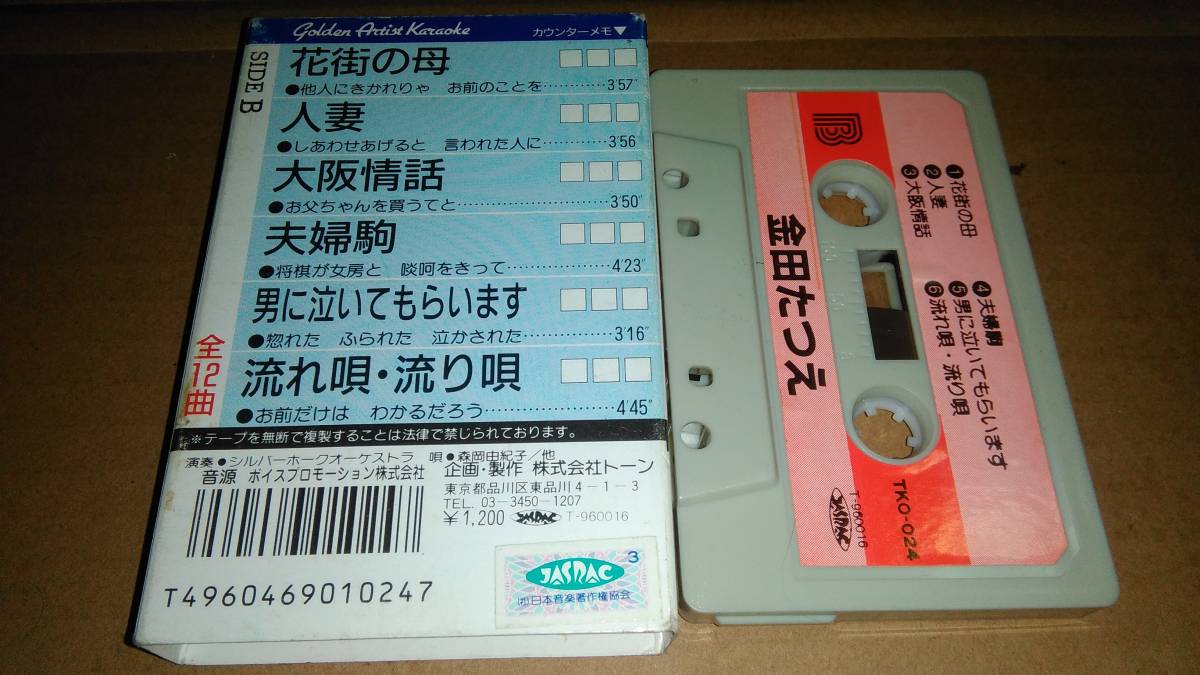 Golden Artist Karaoke カウンターメモ▼
SIDE B
花街の母
●他人にきかれりゃ お前のことを…………3'57"
人妻
●しあわせあげると 言われた人に…………3'56
大阪情話
●お父ちゃんを買うてと…………3'50"
夫婦駒
●将棋が女房と 啖呵をきって…………4'23"
男に泣いてもらいます
●惚れた ふられた 泣かされた…………3'16"
流れ唄・流り唄
●お前だけは わかるだろう…………4'45"
全12曲
※テープを無断で複製することは法律で禁じられております。
演奏●シルバーホークオーケストラ 唄●森岡由紀子/他
音源 ボイスプロモーション株式会社
企画・製作 株式会社トーン
東京都品川区東品川4-1-3
TEL. 03-3450-1207
¥1,200 JASRAC T-960016
T4960469010247
JASRAC 3
㈳日本音楽著作権協会
B
❶花街の母
❷人妻
❸大阪情話
❹夫婦駒
❺男に泣いてもらいます
❻流れ唄・流り唄
金田たつえ
JASRAC
T-960016
TKO-024